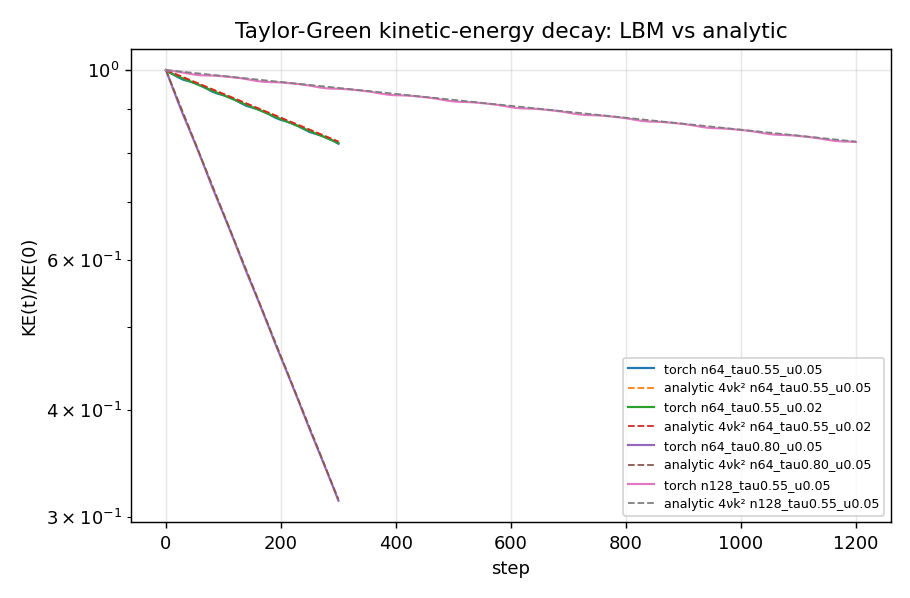 Taylor-Green kinetic-energy decay: LBM vs analytic
KE(t)/KE(0)
10⁰
6 × 10⁻¹
4 × 10⁻¹
3 × 10⁻¹
torch n64_tau0.55_u0.05
analytic 4νk² n64_tau0.55_u0.05
torch n64_tau0.55_u0.02
analytic 4νk² n64_tau0.55_u0.02
torch n64_tau0.80_u0.05
analytic 4νk² n64_tau0.80_u0.05
torch n128_tau0.55_u0.05
analytic 4νk² n128_tau0.55_u0.05
0 200 400 600 800 1000 1200
step